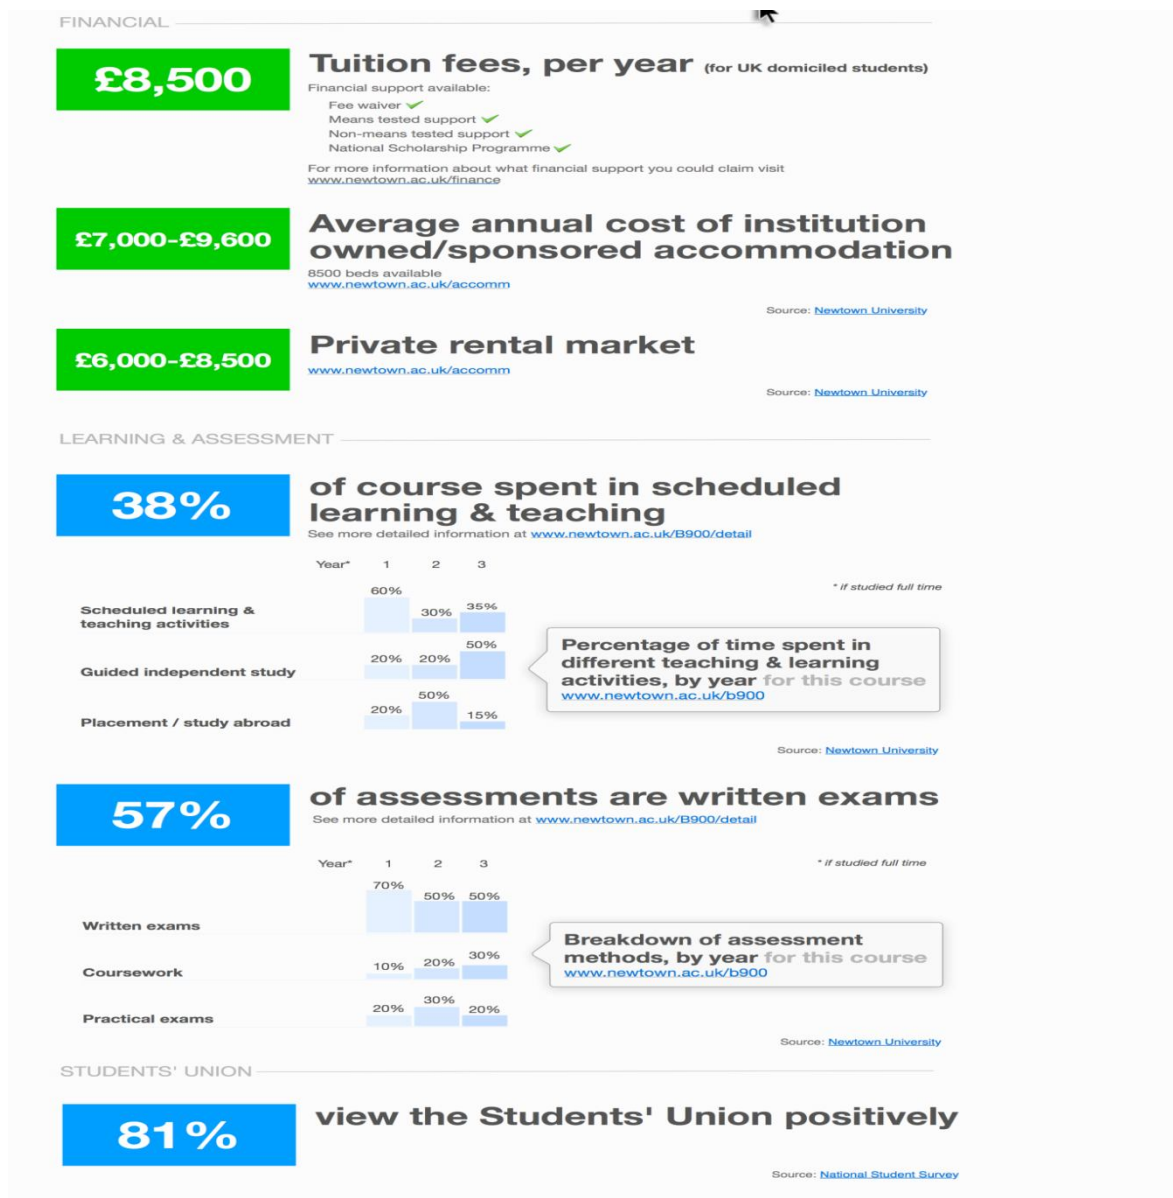 FINANCIAL
£8,500
Tuition fees, per year (for UK domiciled students)
Financial support available:
Fee waiver
Means tested support
Non-means tested support
National Scholarship Programme
For more information about what financial support you could claim visit
www.newtown.ac.uk/finance
£7,000-£9,600
Average annual cost of institution
owned/sponsored accommodation
8500 beds available
www.newtown.ac.uk/accomm
Source: Newtown University
£6,000-£8,500
Private rental market
www.newtown.ac.uk/accomm
Source: Newtown University
LEARNING & ASSESSMENT
38%
of course spent in scheduled
learning & teaching
See more detailed information at www.newtown.ac.uk/B900/detail
Year* 1 2 3
* if studied full time
Scheduled learning &
teaching activities
60% 30% 35%
Guided independent study
20% 20% 50%
Placement / study abroad
20% 50% 15%
Percentage of time spent in
different teaching & learning
activities, by year for this course
www.newtown.ac.uk/b900
Source: Newtown University
57%
of assessments are written exams
See more detailed information at www.newtown.ac.uk/B900/detail
Year* 1 2 3
* if studied full time
Written exams
70% 50% 50%
Coursework
10% 20% 30%
Practical exams
20% 30% 20%
Breakdown of assessment
methods, by year for this course
www.newtown.ac.uk/b900
Source: Newtown University
STUDENTS' UNION
81%
view the Students' Union positively
Source: National Student Survey